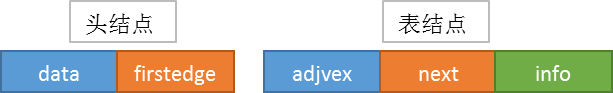 头结点 表结点
data firstedge adjvex next info